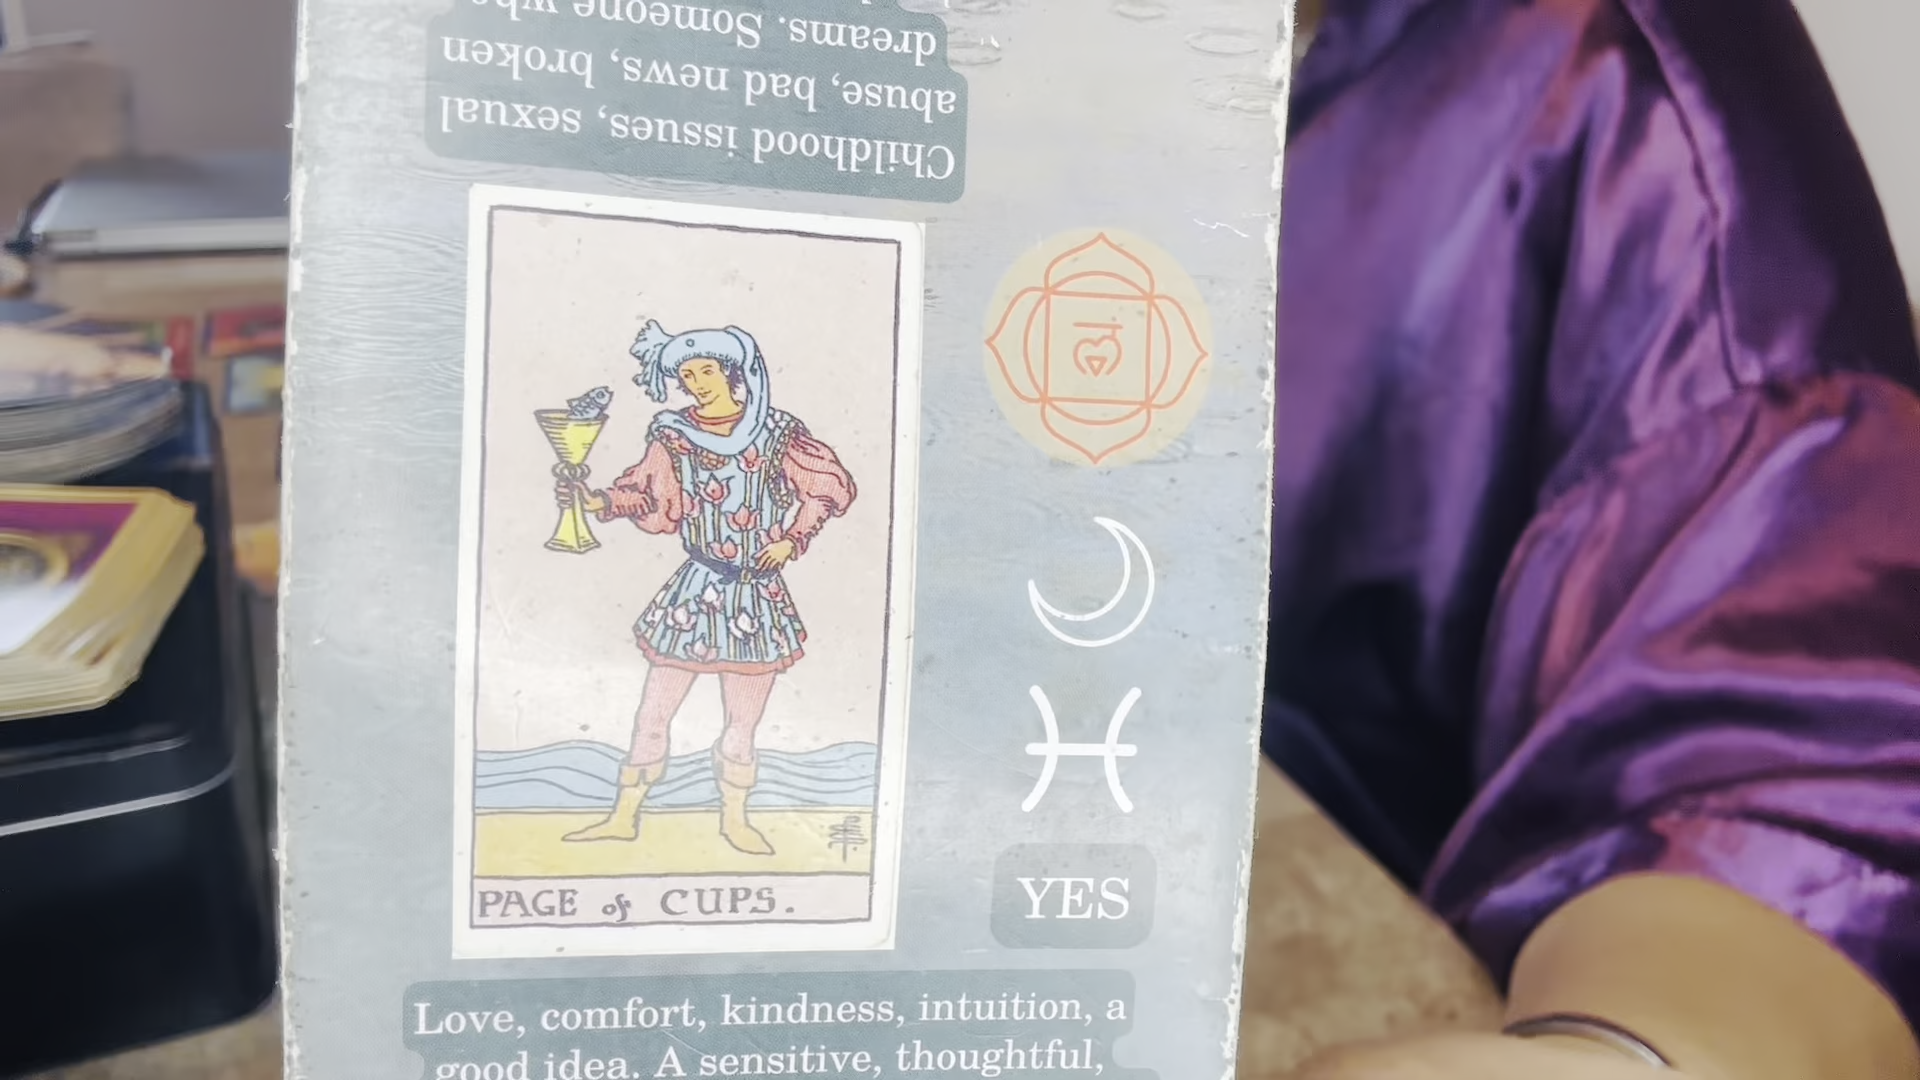 Childhood issues, sexual
abuse, bad news, broken
dreams. Someone who
PAGE of CUPS.
YES
Love, comfort, kindness, intuition, a
good idea. A sensitive, thoughtful,